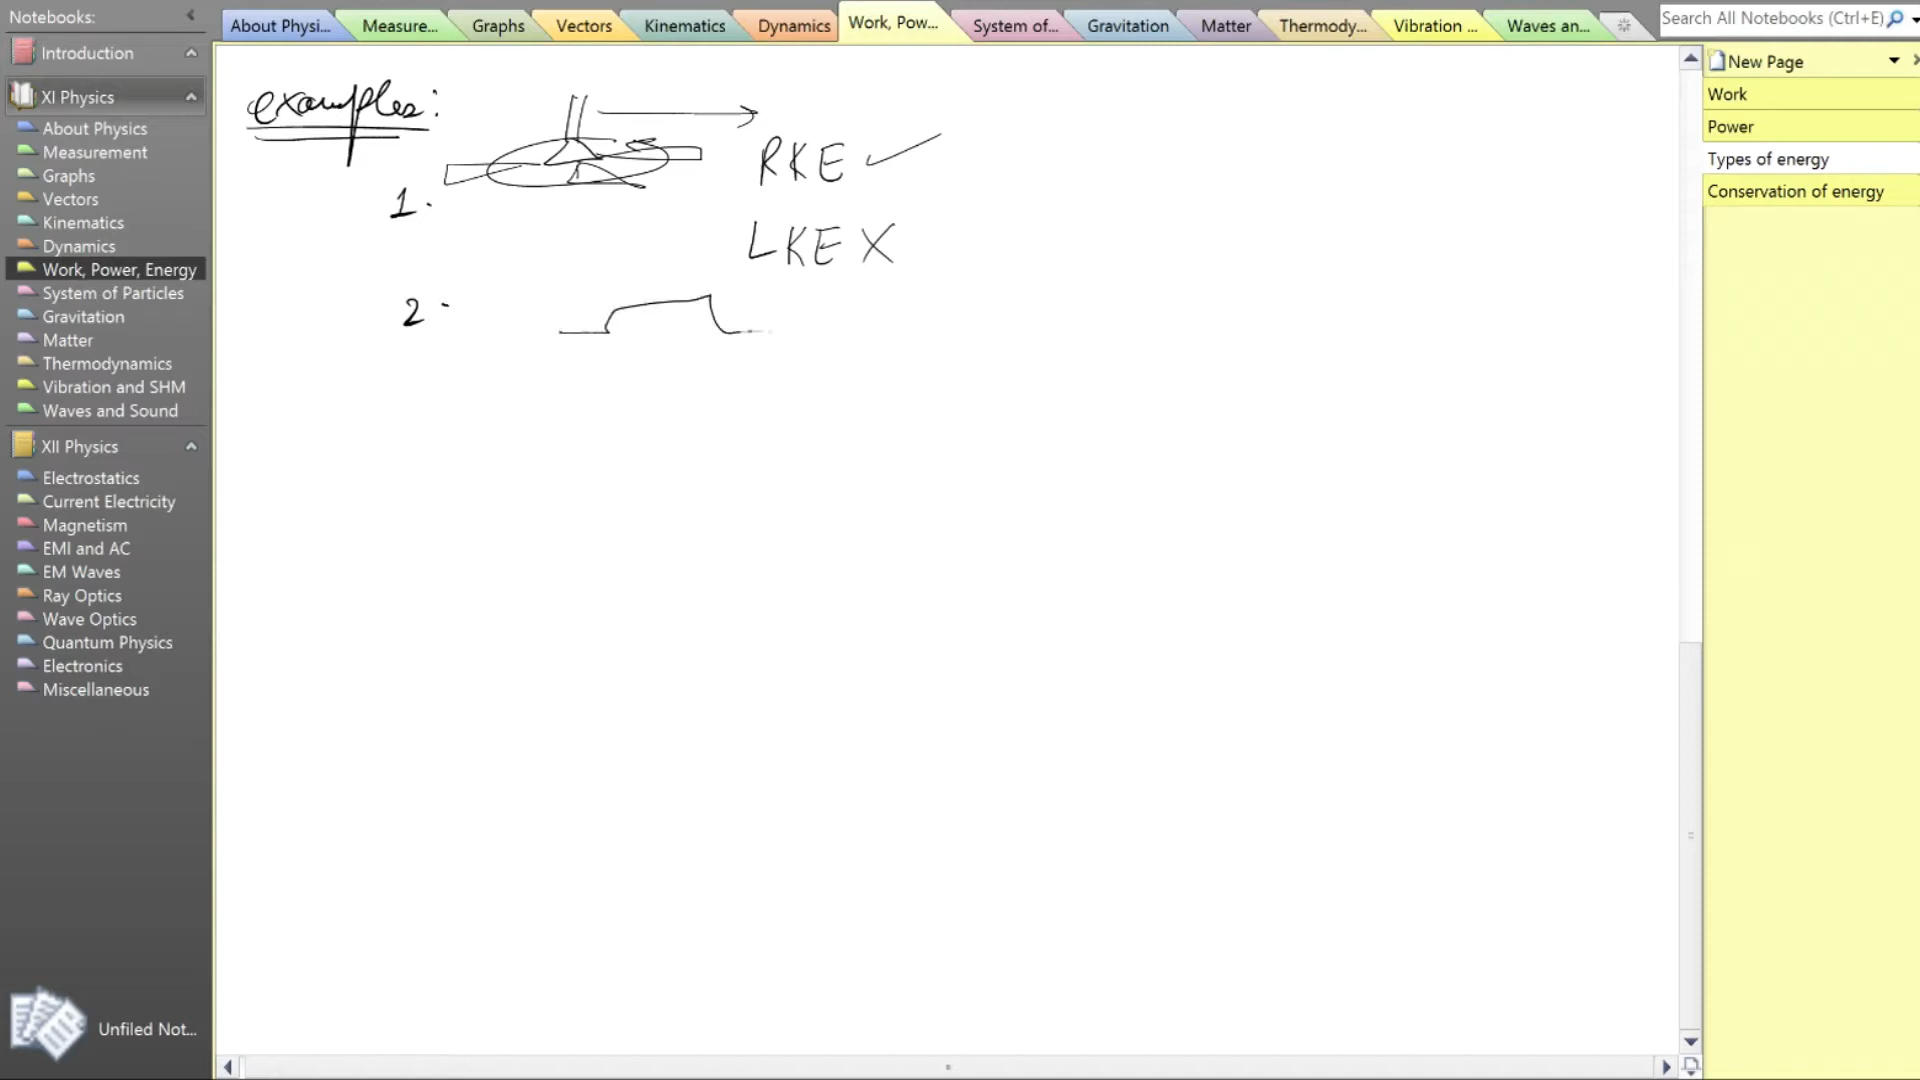 Notebooks:
Introduction
XI Physics
About Physics
Measurement
Graphs
Vectors
Kinematics
Dynamics
Work, Power, Energy
System of Particles
Gravitation
Matter
Thermodynamics
Vibration and SHM
Waves and Sound
XII Physics
Electrostatics
Current Electricity
Magnetism
EMI and AC
EM Waves
Ray Optics
Wave Optics
Quantum Physics
Electronics
Miscellaneous
Unfiled Not...
About Physi... Measure... Graphs Vectors Kinematics Dynamics Work, Pow... System of... Gravitation Matter Thermody... Vibration ... Waves an...
Search All Notebooks (Ctrl+E)
examples:
1.
RKE ✓
LKE X
2.
New Page
Work
Power
Types of energy
Conservation of energy